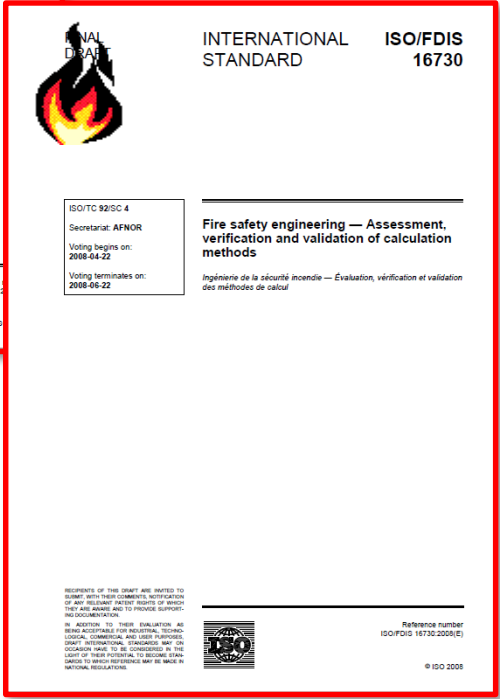 FINAL
DRAFT
INTERNATIONAL
STANDARD
ISO/FDIS
16730
ISO/TC 92/SC 4
Secretariat: AFNOR
Voting begins on:
2008-04-22
Voting terminates on:
2008-06-22
Fire safety engineering — Assessment,
verification and validation of calculation
methods
Ingénierie de la sécurité incendie — Évaluation, vérification et validation
des méthodes de calcul
RECIPIENTS OF THIS DRAFT ARE INVITED TO
SUBMIT, WITH THEIR COMMENTS, NOTIFICATION
OF ANY RELEVANT PATENT RIGHTS OF WHICH
THEY ARE AWARE AND TO PROVIDE SUPPORT-
ING DOCUMENTATION.
IN ADDITION TO THEIR EVALUATION AS
BEING ACCEPTABLE FOR INDUSTRIAL, TECHNO-
LOGICAL, COMMERCIAL AND USER PURPOSES,
DRAFT INTERNATIONAL STANDARDS MAY ON
OCCASION HAVE TO BE CONSIDERED IN THE
LIGHT OF THEIR POTENTIAL TO BECOME STAN-
DARDS TO WHICH REFERENCE MAY BE MADE IN
NATIONAL REGULATIONS.
ISO
Reference number
ISO/FDIS 16730:2008(E)
© ISO 2008